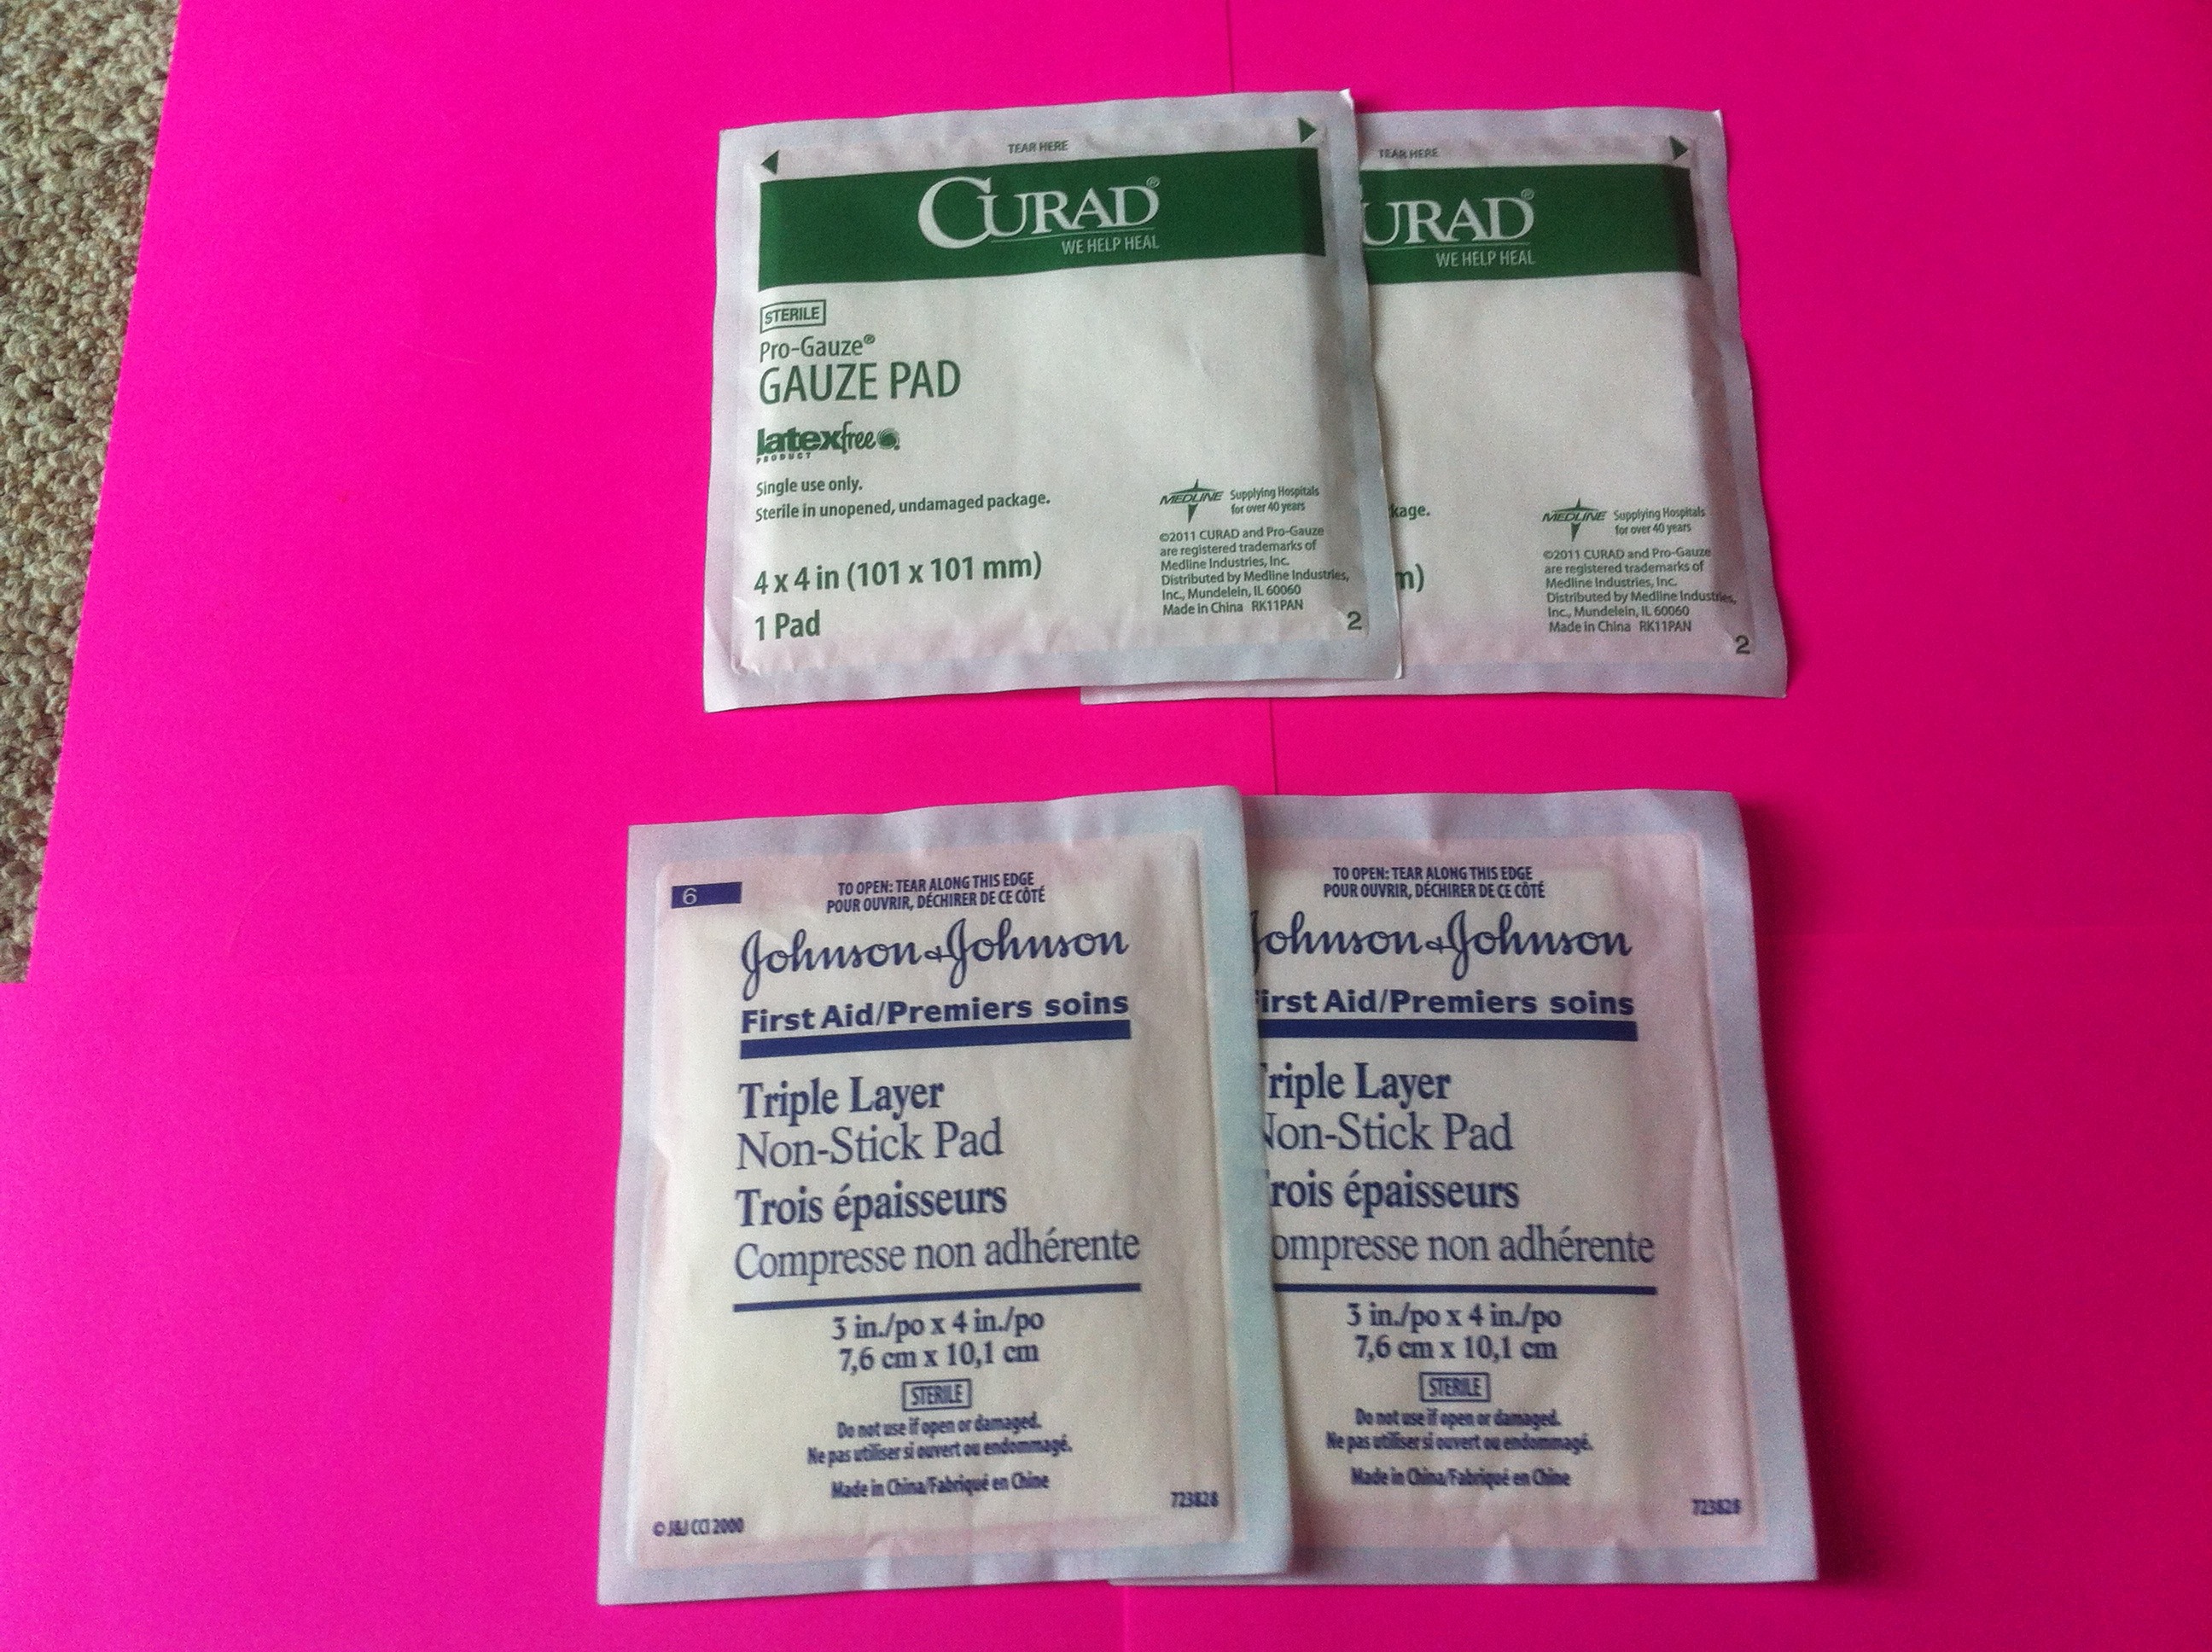 TEAR HERE
CURAD®
WE HELP HEAL
STERILE
Pro-Gauze®
GAUZE PAD
latexfree
PRODUCT
Single use only.
Sterile in unopened, undamaged package.
4 x 4 in (101 x 101 mm)
1 Pad
MEDLINE Supplying Hospitals
for over 40 years
©2011 CURAD and Pro-Gauze
are registered trademarks of
Medline Industries, Inc.
Distributed by Medline Industries,
Inc., Mundelein, IL 60060
Made in China RK11PAN
2
TEAR HERE
URAD®
WE HELP HEAL
kage.
m)
MEDLINE Supplying Hospitals
for over 40 years
©2011 CURAD and Pro-Gauze
are registered trademarks of
Medline Industries, Inc.
Distributed by Medline Industries,
Inc., Mundelein, IL 60060
Made in China RK11PAN
2
6
TO OPEN: TEAR ALONG THIS EDGE
POUR OUVRIR, DÉCHIRER DE CE CÔTÉ
Johnson & Johnson
First Aid/Premiers soins
Triple Layer
Non-Stick Pad
Trois épaisseurs
Compresse non adhérente
3 in./po x 4 in./po
7,6 cm x 10,1 cm
STERILE
Do not use if open or damaged.
Ne pas utiliser si ouvert ou endommagé.
Made in China/Fabriqué en Chine
723828
© J&J CCI 2000
TO OPEN: TEAR ALONG THIS EDGE
POUR OUVRIR, DÉCHIRER DE CE CÔTÉ
ohnson & Johnson
irst Aid/Premiers soins
riple Layer
Non-Stick Pad
rois épaisseurs
ompresse non adhérente
3 in./po x 4 in./po
7,6 cm x 10,1 cm
STERILE
Do not use if open or damaged.
Ne pas utiliser si ouvert ou endommagé.
Made in China/Fabriqué en Chine
723828